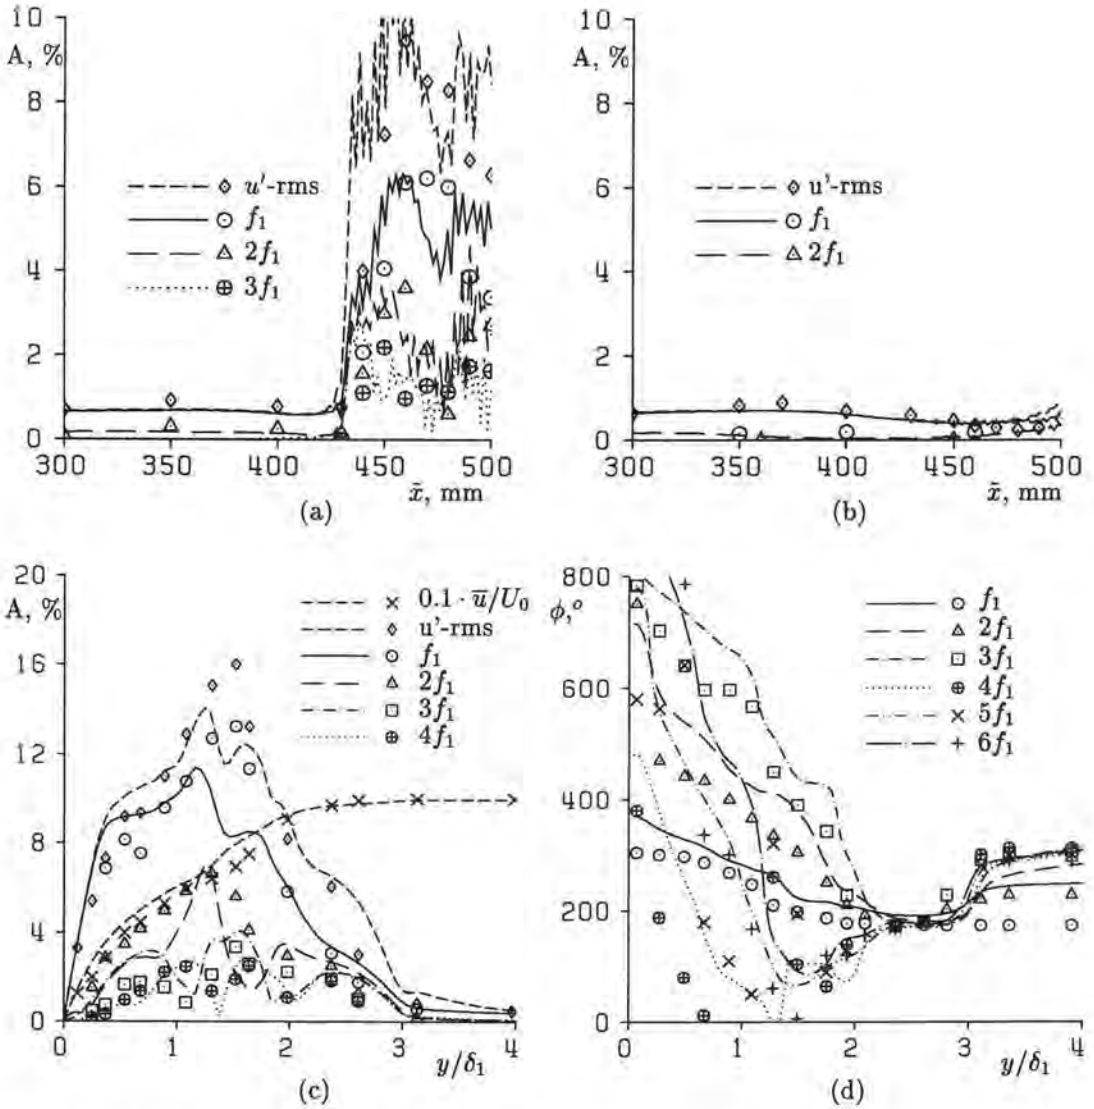 10
A, %
8
6
4
2
0
300
350
400
450
500
x̃, mm
u'-rms
f₁
2f₁
3f₁
(a)
10
A, %
8
6
4
2
0
300
350
400
450
500
x̃, mm
u'-rms
f₁
2f₁
(b)
20
A, %
16
12
8
4
0
0
1
2
3
4
y/δ₁
0.1 · u̅/U₀
u'-rms
f₁
2f₁
3f₁
4f₁
(c)
800
ϕ,°
600
400
200
0
0
1
2
3
4
y/δ₁
f₁
2f₁
3f₁
4f₁
5f₁
6f₁
(d)